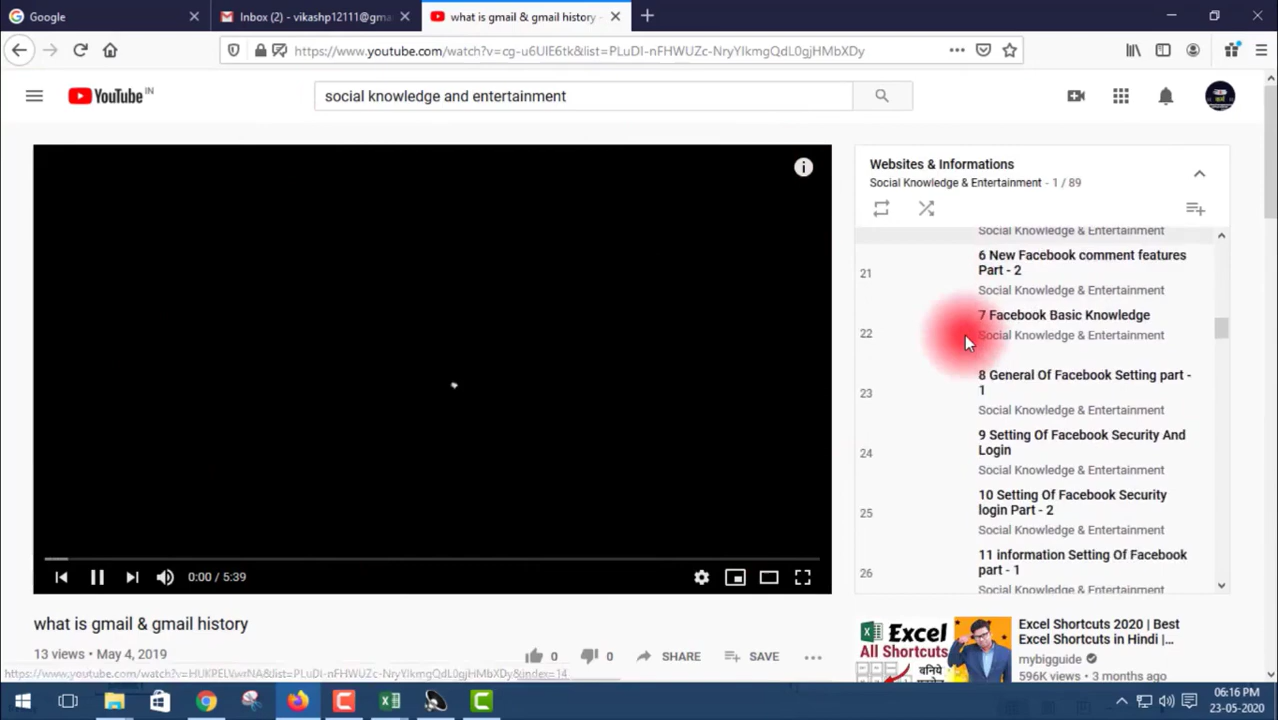 Google
Inbox (2) - vikashp12111@gma
what is gmail & gmail history -
https://www.youtube.com/watch?v=cg-u6UIE6tk&list=PLuDI-nFHWUZc-NryYIkmgQdL0gjHMbXDy
YouTube IN
social knowledge and entertainment
Websites & Informations
Social Knowledge & Entertainment - 1 / 89
Social Knowledge & Entertainment
21
6 New Facebook comment features
Part - 2
Social Knowledge & Entertainment
22
7 Facebook Basic Knowledge
Social Knowledge & Entertainment
23
8 General Of Facebook Setting part -
1
Social Knowledge & Entertainment
24
9 Setting Of Facebook Security And
Login
Social Knowledge & Entertainment
25
10 Setting Of Facebook Security
login Part - 2
Social Knowledge & Entertainment
26
11 information Setting Of Facebook
part - 1
Social Knowledge & Entertainment
0:00 / 5:39
what is gmail & gmail history
13 views • May 4, 2019
0
0
SHARE
SAVE
Excel
All Shortcuts
बनिये
Excel Shortcuts 2020 | Best
Excel Shortcuts in Hindi |...
mybigguide
596K views • 3 months ago
06:16 PM
23-05-2020